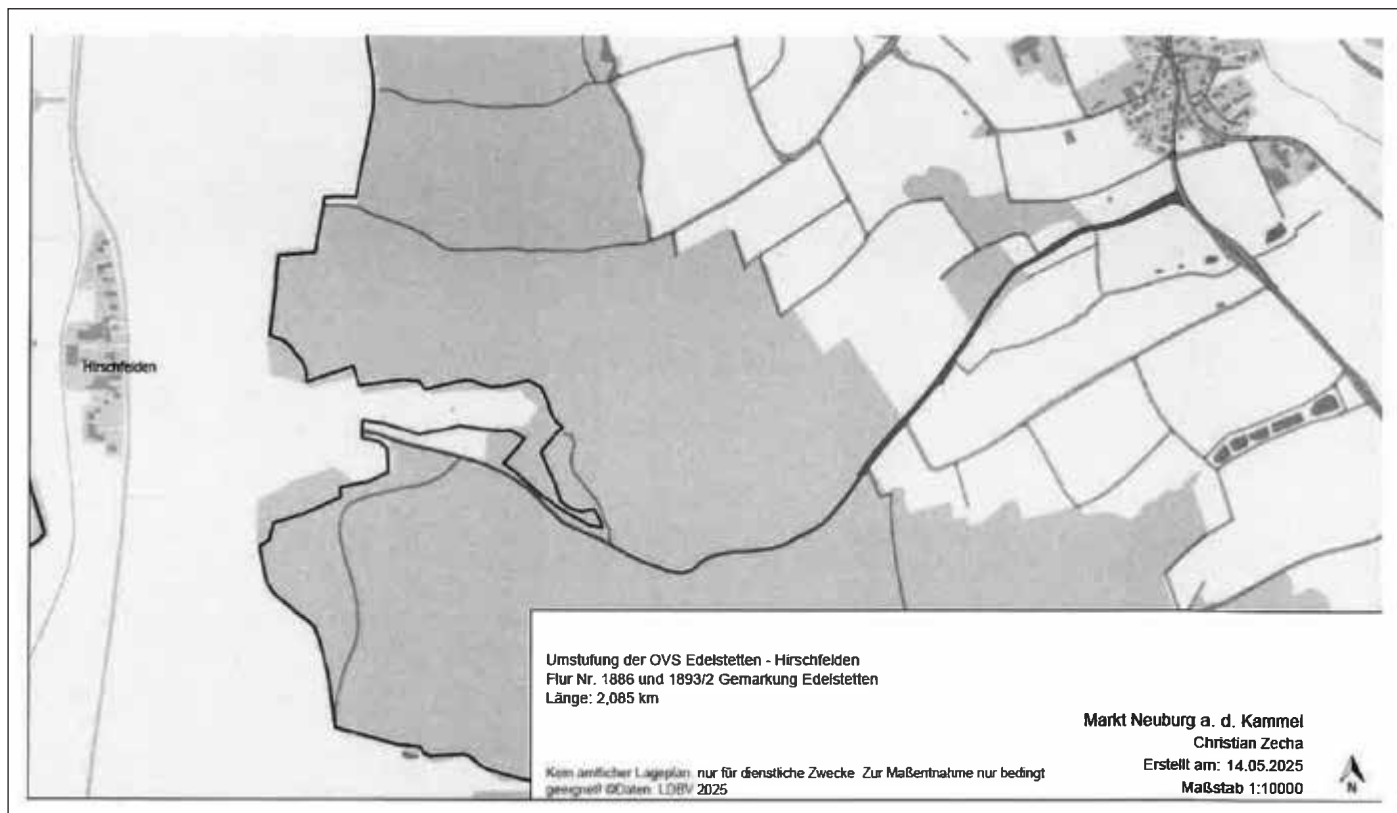 Hirschfelden
Umstufung der OVS Edelstetten - Hirschfelden
Flur Nr. 1886 und 1893/2 Gemarkung Edelstetten
Länge: 2,085 km
Markt Neuburg a. d. Kammel
Christian Zecha
Erstellt am: 14.05.2025
Maßstab 1:10000
Kein amtlicher Lageplan, nur für dienstliche Zwecke Zur Maßentnahme nur bedingt
geeignet! ©Daten: LDBV 2025
N